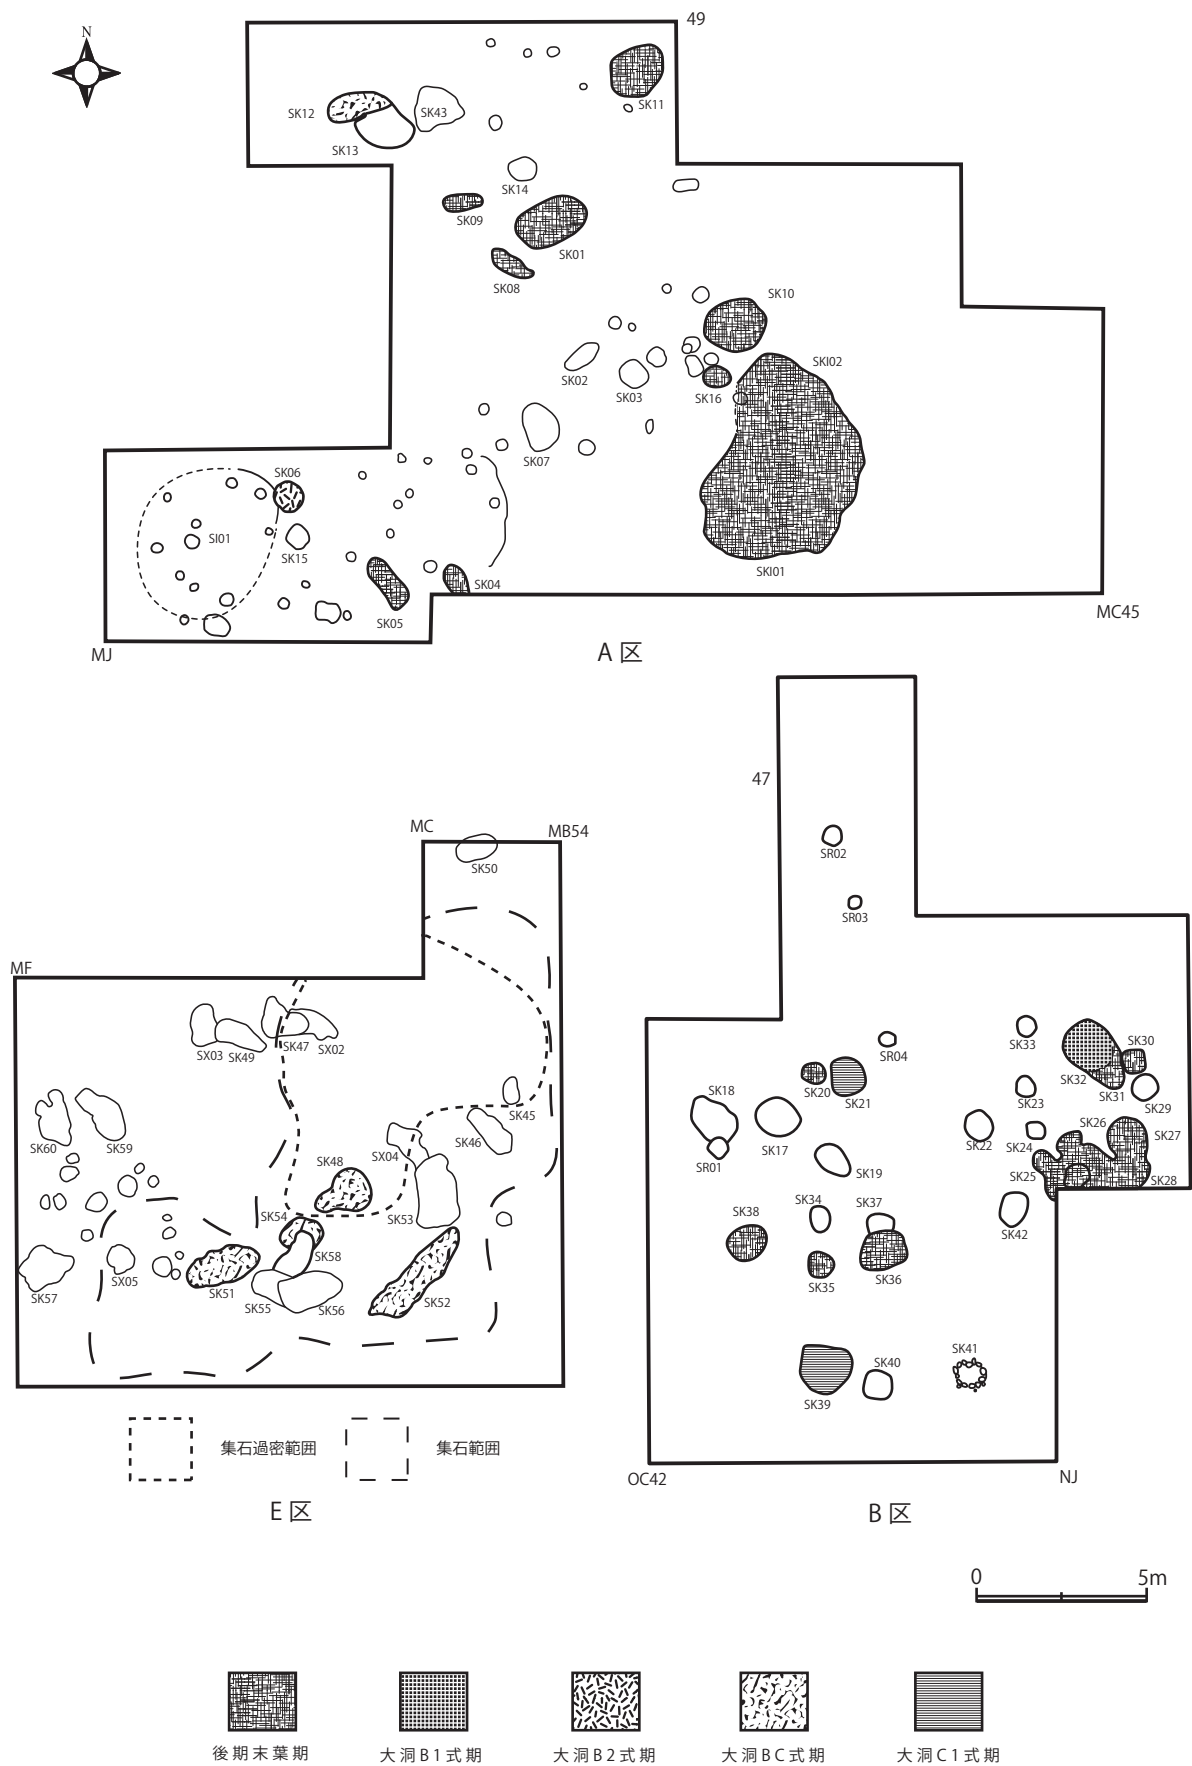 N
49
SK12
SK43
SK11
SK13
SK14
SK09
SK01
SK08
SK10
SKI02
SK02
SK03
SK16
SK07
SK06
SI01
SK15
SK04
SK05
SKI01
MJ
A 区
MC45
47
SR02
SR03
MC
MB54
SK50
MF
SX03
SK49
SK47
SX02
SK45
SK46
SK60
SK59
SX04
SK48
SK54
SK53
SK58
SX05
SK51
SK55
SK56
SK52
SK57
集石過密範囲
集石範囲
E 区
SK33
SR04
SK30
SK20
SK21
SK32
SK31
SK29
SK18
SK23
SK17
SR01
SK22
SK24
SK26
SK27
SK19
SK25
SK28
SK34
SK37
SK38
SK42
SK35
SK36
SK41
SK40
SK39
OC42
NJ
B 区
0
5m
後期末葉期
大洞B1式期
大洞B2式期
大洞BC式期
大洞C1式期